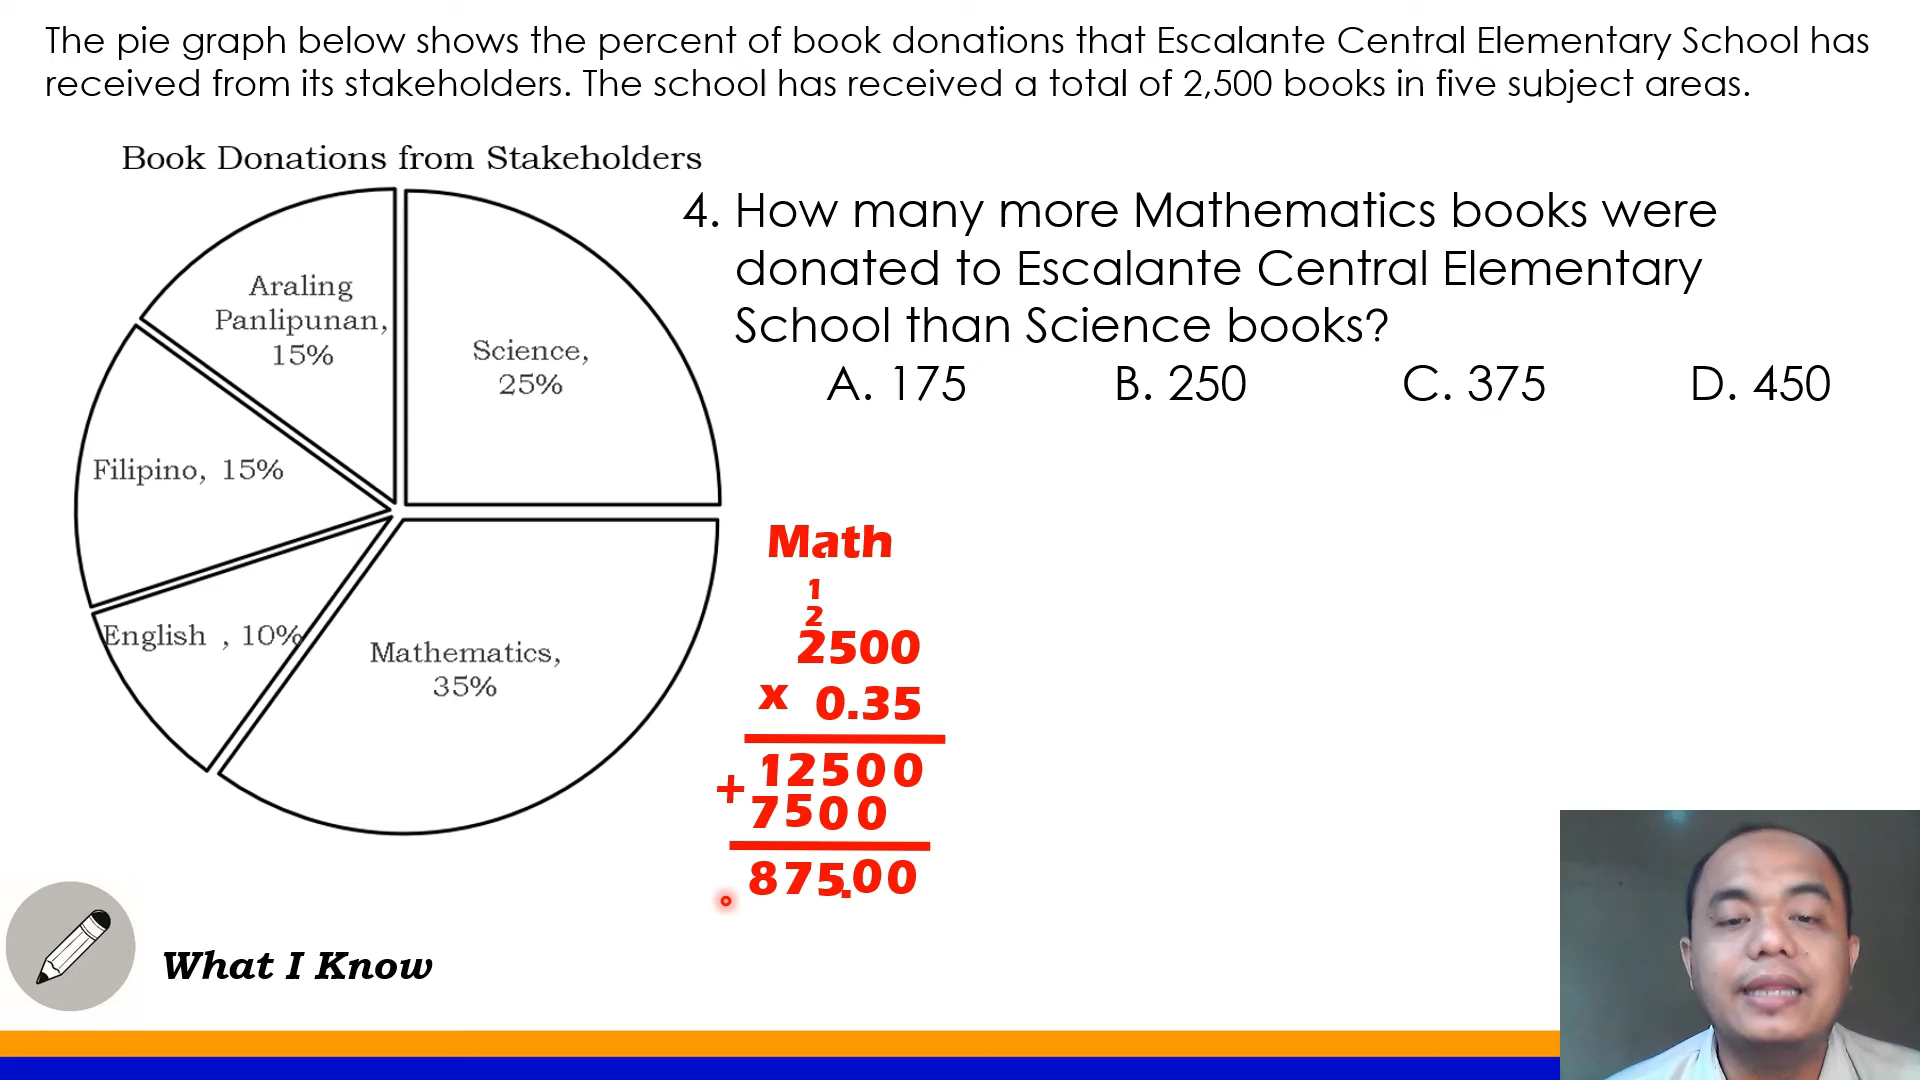 The pie graph below shows the percent of book donations that Escalante Central Elementary School has
received from its stakeholders. The school has received a total of 2,500 books in five subject areas.
Book Donations from Stakeholders
Araling
Panlipunan,
15%
Science,
25%
Filipino, 15%
English , 10%
Mathematics,
35%
4. How many more Mathematics books were
donated to Escalante Central Elementary
School than Science books?
A. 175 B. 250 C. 375 D. 450
Math
1
2
2500
x 0.35
12500
+ 7500
875.00
What I Know